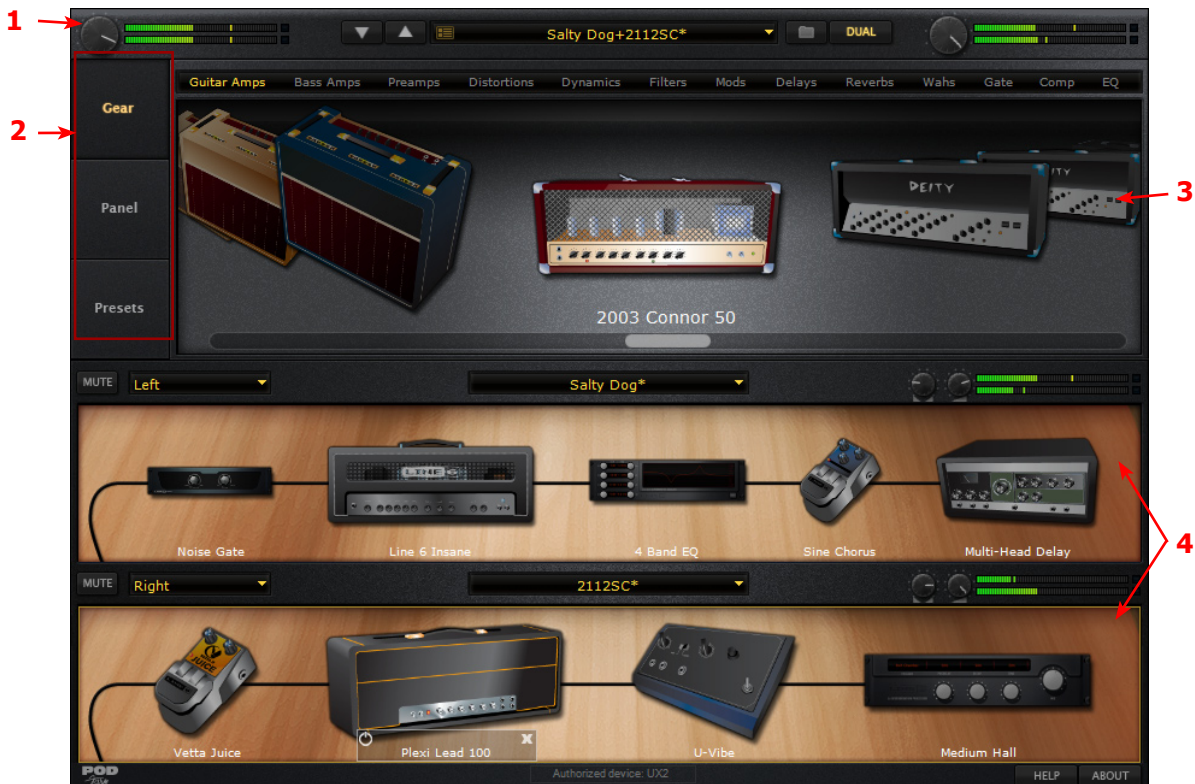 1
Salty Dog+2112SC*
DUAL
Guitar Amps Bass Amps Preamps Distortions Dynamics Filters Mods Delays Reverbs Wahs Gate Comp EQ
2
Gear
Panel
Presets
DEITY
3
2003 Connor 50
MUTE Left Salty Dog*
LINE 6
Noise Gate Line 6 Insane 4 Band EQ Sine Chorus Multi-Head Delay
4
MUTE Right 2112SC*
JUICE
Vetta Juice Plexi Lead 100 X U-Vibe Medium Hall
POD
Authorized device: UX2
HELP ABOUT